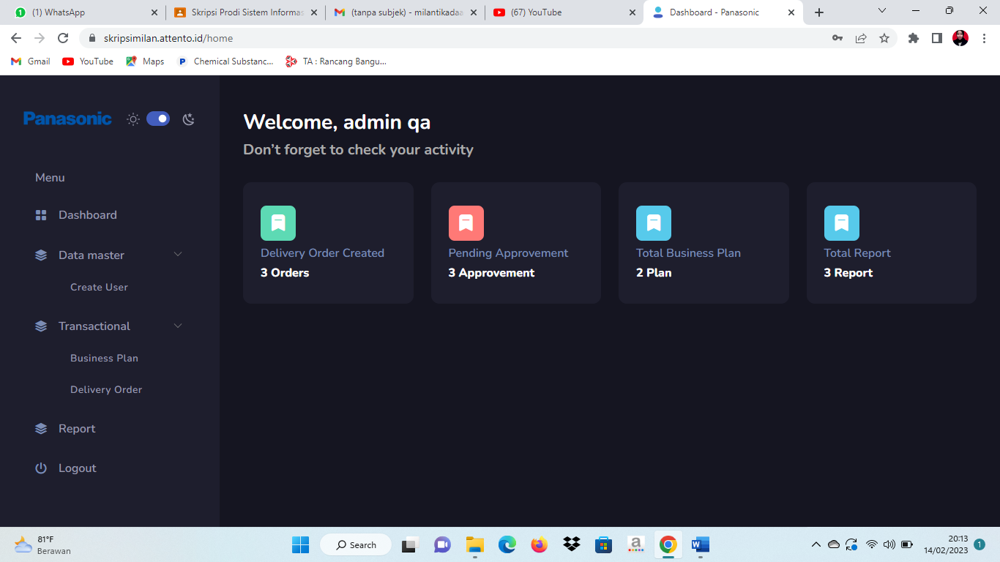 (1) WhatsApp
Skripsi Prodi Sistem Informas
(tanpa subjek) - milantikadaa
(67) YouTube
Dashboard - Panasonic
skripsimilan.attento.id/home
Gmail
YouTube
Maps
P
Chemical Substanc...
TA : Rancang Bangu...
Panasonic
Menu
Dashboard
Data master
Create User
Transactional
Business Plan
Delivery Order
Report
Logout
Welcome, admin qa
Don't forget to check your activity
Delivery Order Created
3 Orders
Pending Approvement
3 Approvement
Total Business Plan
2 Plan
Total Report
3 Report
81°F
Berawan
Search
a
W
20:13
14/02/2023
1